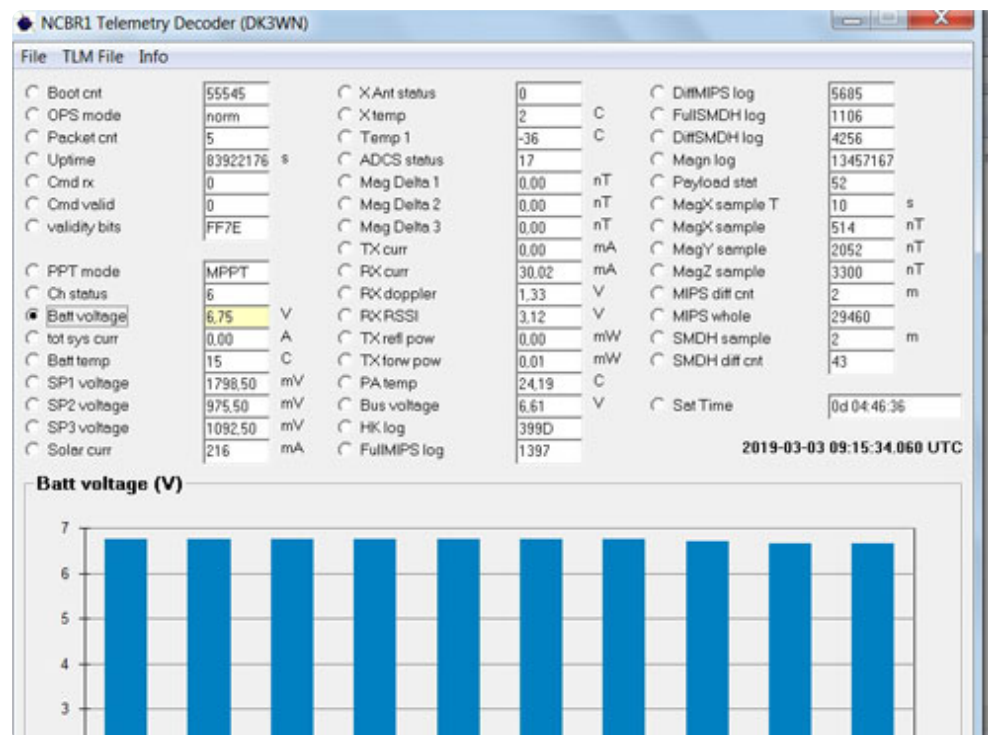 NCBR1 Telemetry Decoder (DK3WN)
File TLM File Info
Boot cnt 55545
OPS mode norm
Packet cnt 5
Uptime 83922176 s
Cmd rx 0
Cmd valid 0
validity bits FF7E
PPT mode MPPT
Ch status 6
Batt voltage 6,75 V
tot sys curr 0,00 A
Batt temp 15 C
SP1 voltage 1798,50 mV
SP2 voltage 975,50 mV
SP3 voltage 1092,50 mV
Solar curr 216 mA
X Ant status 0
X temp 2 C
Temp 1 -36 C
ADCS status 17
Mag Delta 1 0,00 nT
Mag Delta 2 0,00 nT
Mag Delta 3 0,00 nT
TX curr 0,00 mA
RX curr 30,02 mA
RX doppler 1,33 V
RX RSSI 3,12 V
TX refl pow 0,00 mW
TX forw pow 0,01 mW
PA temp 24,19 C
Bus voltage 6,61 V
HK log 399D
FullMIPS log 1397
DiffMIPS log 5685
FullSMDH log 1106
DiffSMDH log 4256
Magn log 13457167
Payload stat 52
MagX sample T 10 s
MagX sample 514 nT
MagY sample 2052 nT
MagZ sample 3300 nT
MIPS diff cnt 2 m
MIPS whole 29460
SMDH sample 2 m
SMDH diff cnt 43
Sat Time 0d 04:46:36
2019-03-03 09:15:34.060 UTC
Batt voltage (V)
7
6
5
4
3